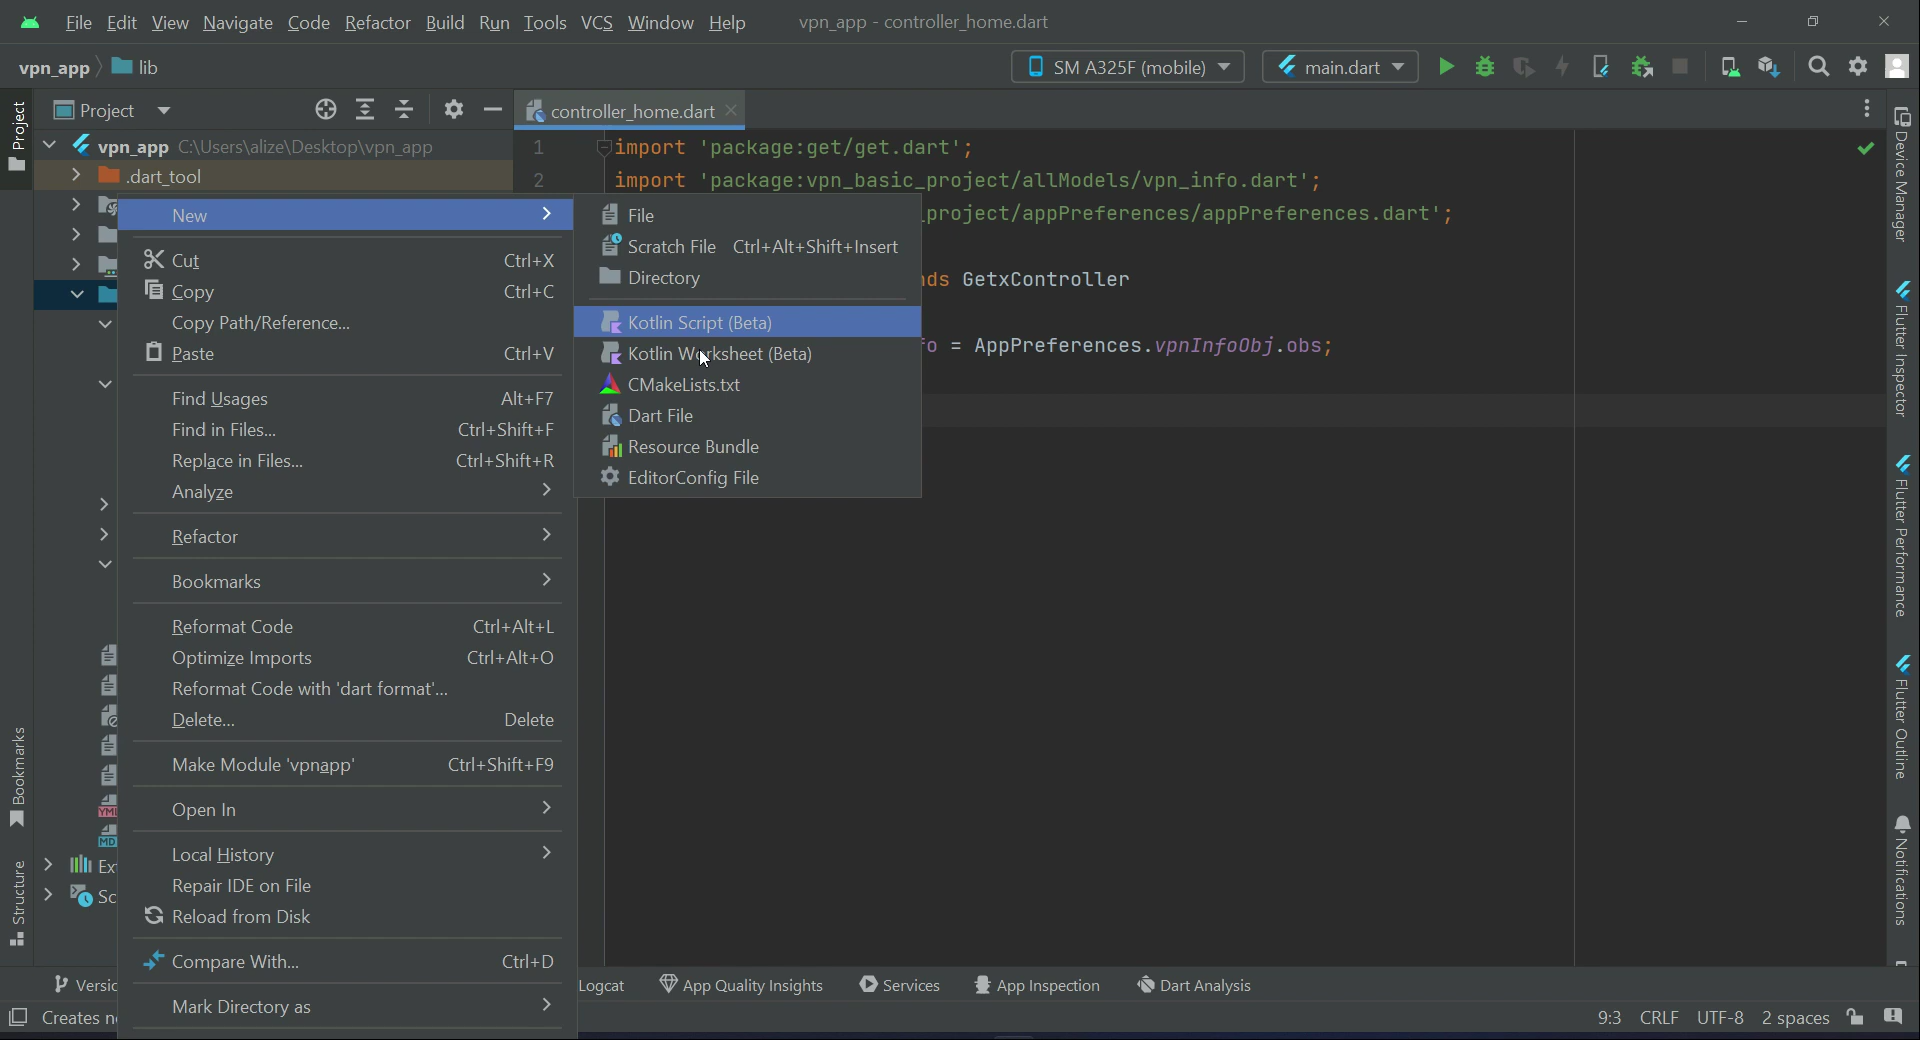 File Edit View Navigate Code Refactor Build Run Tools VCS Window Help vpn_app - controller_home.dart
vpn_app lib SM A325F (mobile) main.dart
Project Project controller_home.dart
vpn_app C:\Users\alize\Desktop\vpn_app 1 import 'package:get/get.dart';
.dart_tool 2 import 'package:vpn_basic_project/allModels/vpn_info.dart';
_project/appPreferences/appPreferences.dart';
ds GetxController
fo = AppPreferences.vpnInfoObj.obs;
New
Cut Ctrl+X
Copy Ctrl+C
Copy Path/Reference...
Paste Ctrl+V
Find Usages Alt+F7
Find in Files... Ctrl+Shift+F
Replace in Files... Ctrl+Shift+R
Analyze
Refactor
Bookmarks
Reformat Code Ctrl+Alt+L
Optimize Imports Ctrl+Alt+O
Reformat Code with 'dart format'...
Delete... Delete
Make Module 'vpnapp' Ctrl+Shift+F9
Open In
Local History
Repair IDE on File
Reload from Disk
Compare With... Ctrl+D
Mark Directory as
File
Scratch File Ctrl+Alt+Shift+Insert
Directory
Kotlin Script (Beta)
Kotlin Worksheet (Beta)
CMakeLists.txt
Dart File
Resource Bundle
EditorConfig File
YML
MD
Ext
Sc
Bookmarks
Structure
Device Manager
Flutter Inspector
Flutter Performance
Flutter Outline
Notifications
Versic Logcat App Quality Insights Services App Inspection Dart Analysis
Creates n 9:3 CRLF UTF-8 2 spaces